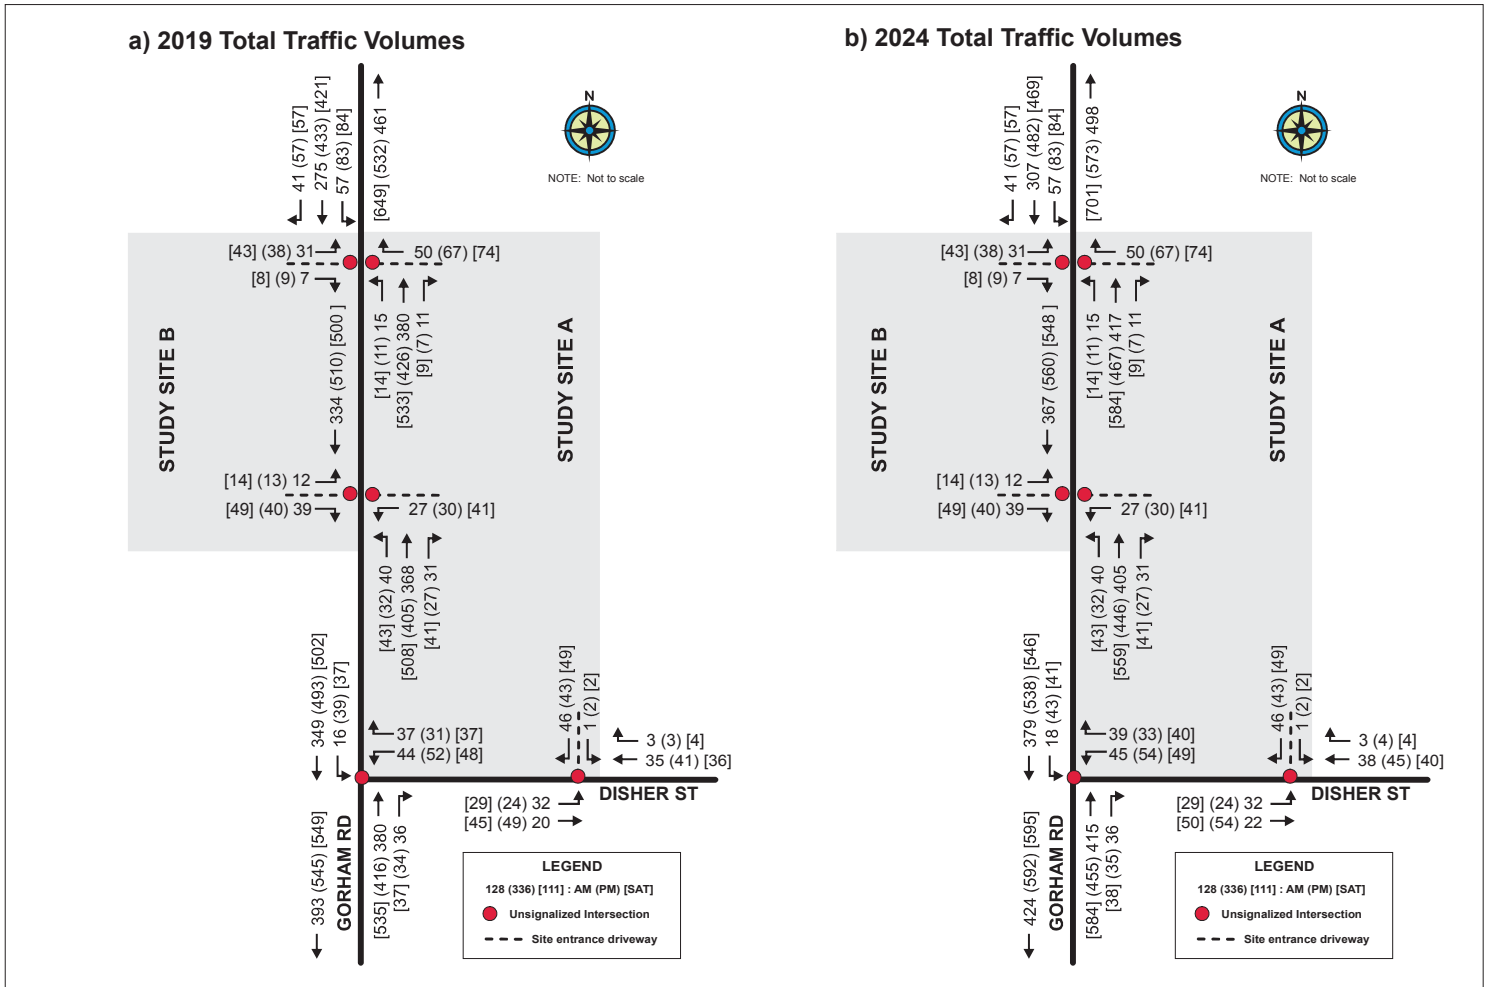 a) 2019 Total Traffic Volumes
41 (57) [57]
275 (433) [421]
57 (83) [84]
[649] (532) 461
N
NOTE: Not to scale
[43] (38) 31
50 (67) [74]
[8] (9) 7
STUDY SITE B
334 (510) [500 ]
[14] (11) 15
[533] (426) 380
[9] (7) 11
STUDY SITE A
[14] (13) 12
[49] (40) 39
27 (30) [41]
[43] (32) 40
[508] (405) 368
[41] (27) 31
349 (493) [502]
16 (39) [37]
37 (31) [37]
44 (52) [48]
46 (43) [49]
1 (2) [2]
3 (3) [4]
35 (41) [36]
DISHER ST
[29] (24) 32
[45] (49) 20
393 (545) [549]
GORHAM RD
[535] (416) 380
[37] (34) 36
LEGEND
128 (336) [111] : AM (PM) [SAT]
Unsignalized Intersection
Site entrance driveway
b) 2024 Total Traffic Volumes
41 (57) [57]
307 (482) [469]
57 (83) [84]
[701] (573) 498
N
NOTE: Not to scale
[43] (38) 31
50 (67) [74]
[8] (9) 7
STUDY SITE B
367 (560) [548 ]
[14] (11) 15
[584] (467) 417
[9] (7) 11
STUDY SITE A
[14] (13) 12
[49] (40) 39
27 (30) [41]
[43] (32) 40
[559] (446) 405
[41] (27) 31
379 (538) [546]
18 (43) [41]
39 (33) [40]
45 (54) [49]
46 (43) [49]
1 (2) [2]
3 (4) [4]
38 (45) [40]
DISHER ST
[29] (24) 32
[50] (54) 22
424 (592) [595]
GORHAM RD
[584] (455) 415
[38] (35) 36
LEGEND
128 (336) [111] : AM (PM) [SAT]
Unsignalized Intersection
Site entrance driveway